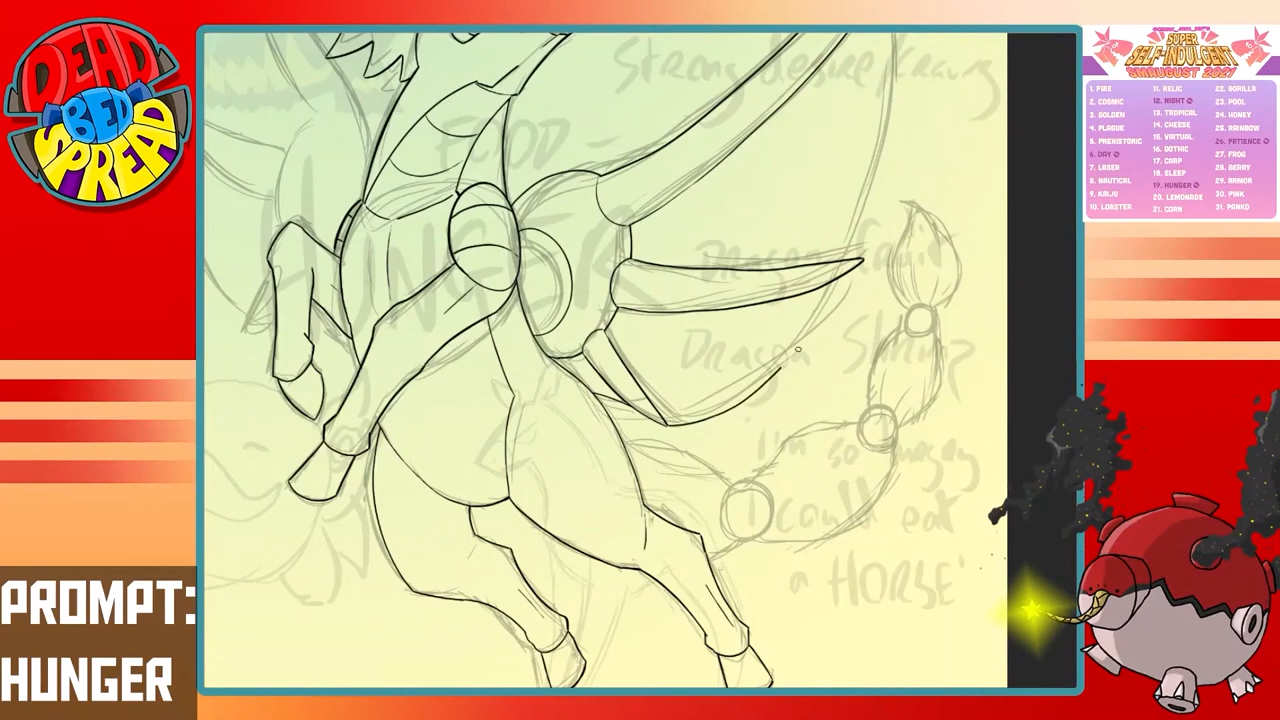 DEAD
BED
SPREAD
Strong desire
FOOD
HUNGER
Dragon Fruit
Dragon Shrimp
I'm so hungry
I could eat
a HORSE'
SUPER
SELF-INDULGENT
SMAUGUST 2021
1. FIRE
2. COSMIC
3. GOLDEN
4. PLAGUE
5. PREHISTORIC
6. DAY
7. LASER
8. NAUTICAL
9. KAIJU
10. LOBSTER
11. RELIC
12. NIGHT
13. TROPICAL
14. CHEESE
15. VIRTUAL
16. GOTHIC
17. CARP
18. SLEEP
19. HUNGER
20. LEMONADE
21. CORN
22. GORILLA
23. POOL
24. HONEY
25. RAINBOW
26. PATIENCE
27. FROG
28. BERRY
29. ARMOR
30. PINK
31. PANKO
PROMPT:
HUNGER